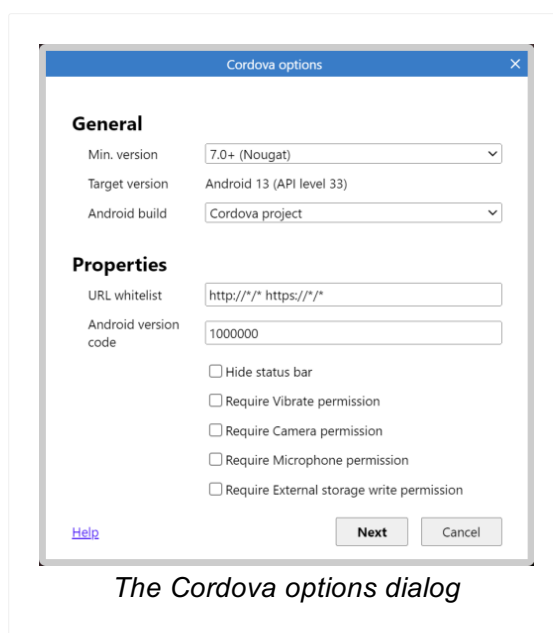 Cordova options
General
Min. version 7.0+ (Nougat)
Target version Android 13 (API level 33)
Android build Cordova project
Properties
URL whitelist http://*/* https://*/*
Android version
code 1000000
Hide status bar
Require Vibrate permission
Require Camera permission
Require Microphone permission
Require External storage write permission
Help Next Cancel
The Cordova options dialog